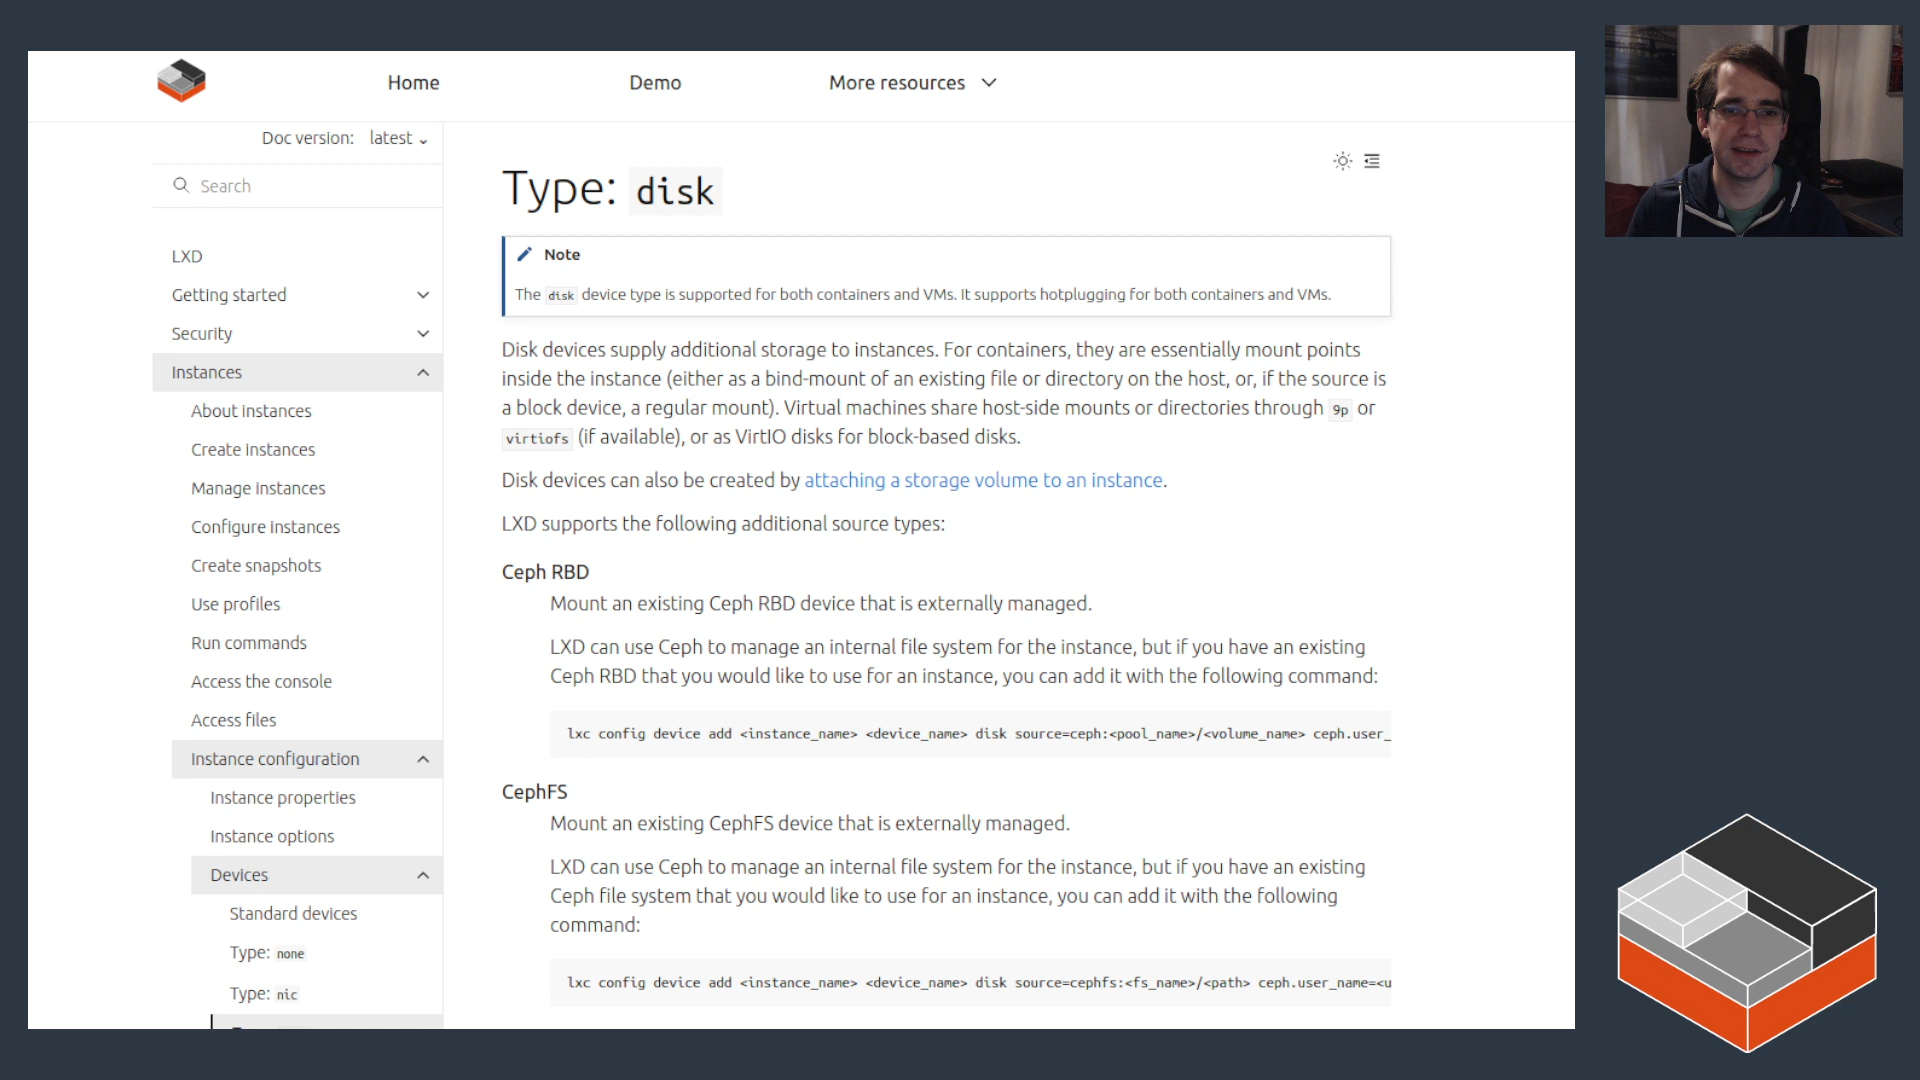 Home
Demo
More resources
Doc version: latest
Search
LXD
Getting started
Security
Instances
About instances
Create instances
Manage instances
Configure instances
Create snapshots
Use profiles
Run commands
Access the console
Access files
Instance configuration
Instance properties
Instance options
Devices
Standard devices
Type: none
Type: nic
Type: disk
Note
The disk device type is supported for both containers and VMs. It supports hotplugging for both containers and VMs.
Disk devices supply additional storage to instances. For containers, they are essentially mount points
inside the instance (either as a bind-mount of an existing file or directory on the host, or, if the source is
a block device, a regular mount). Virtual machines share host-side mounts or directories through 9p or
virtiofs (if available), or as VirtIO disks for block-based disks.
Disk devices can also be created by attaching a storage volume to an instance.
LXD supports the following additional source types:
Ceph RBD
Mount an existing Ceph RBD device that is externally managed.
LXD can use Ceph to manage an internal file system for the instance, but if you have an existing
Ceph RBD that you would like to use for an instance, you can add it with the following command:
lxc config device add <instance_name> <device_name> disk source=ceph:<pool_name>/<volume_name> ceph.user_
CephFS
Mount an existing CephFS device that is externally managed.
LXD can use Ceph to manage an internal file system for the instance, but if you have an existing
Ceph file system that you would like to use for an instance, you can add it with the following
command:
lxc config device add <instance_name> <device_name> disk source=cephfs:<fs_name>/<path> ceph.user_name=<u